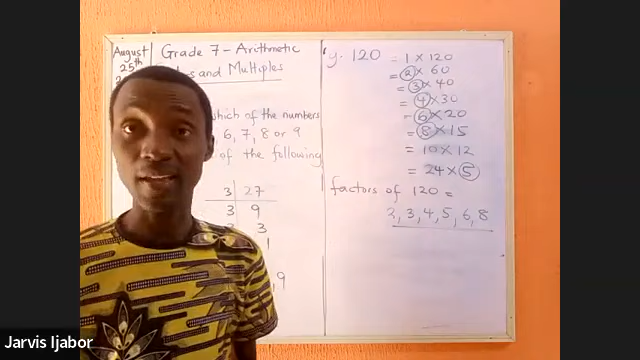 August
25th
Grade 7 - Arithmetic
and Multiples
which of the numbers
6, 7, 8 or 9
of the following
3 27
3 9
3
1
, 9
y. 120 = 1 x 120
= 2 x 60
= 3 x 40
= 4 x 30
= 6 x 20
= 8 x 15
= 10 x 12
= 24 x 5
factors of 120 =
2, 3, 4, 5, 6, 8
Jarvis Ijabor